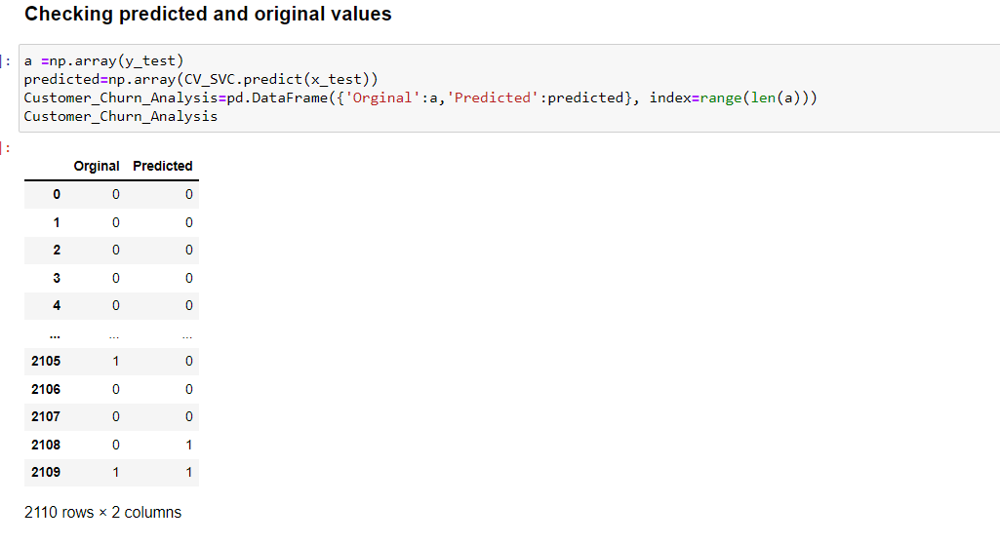 Checking predicted and original values
]: a =np.array(y_test)
predicted=np.array(CV_SVC.predict(x_test))
Customer_Churn_Analysis=pd.DataFrame({'Orginal':a,'Predicted':predicted}, index=range(len(a)))
Customer_Churn_Analysis
]:
Orginal Predicted
0 0 0
1 0 0
2 0 0
3 0 0
4 0 0
... ... ...
2105 1 0
2106 0 0
2107 0 0
2108 0 1
2109 1 1
2110 rows × 2 columns